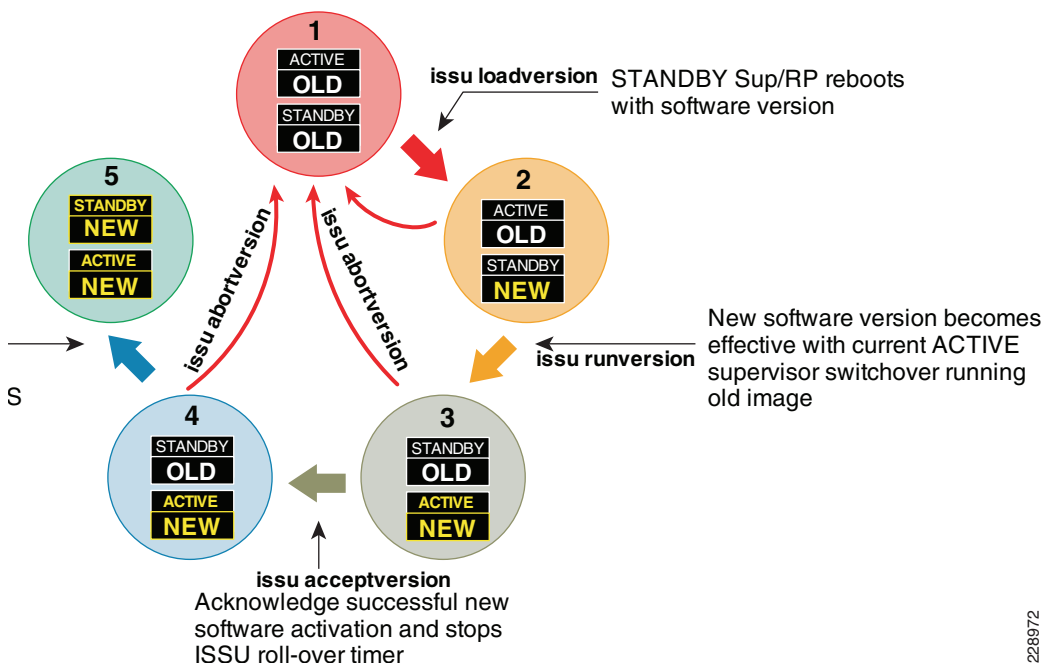 1
ACTIVE
OLD
STANDBY
OLD
issu loadversion
STANDBY Sup/RP reboots
with software version
2
ACTIVE
OLD
STANDBY
NEW
issu runversion
New software version becomes
effective with current ACTIVE
supervisor switchover running
old image
3
STANDBY
OLD
ACTIVE
NEW
issu abortversion
issu acceptversion
Acknowledge successful new
software activation and stops
ISSU roll-over timer
4
STANDBY
OLD
ACTIVE
NEW
issu abortversion
5
STANDBY
NEW
ACTIVE
NEW
S
228972